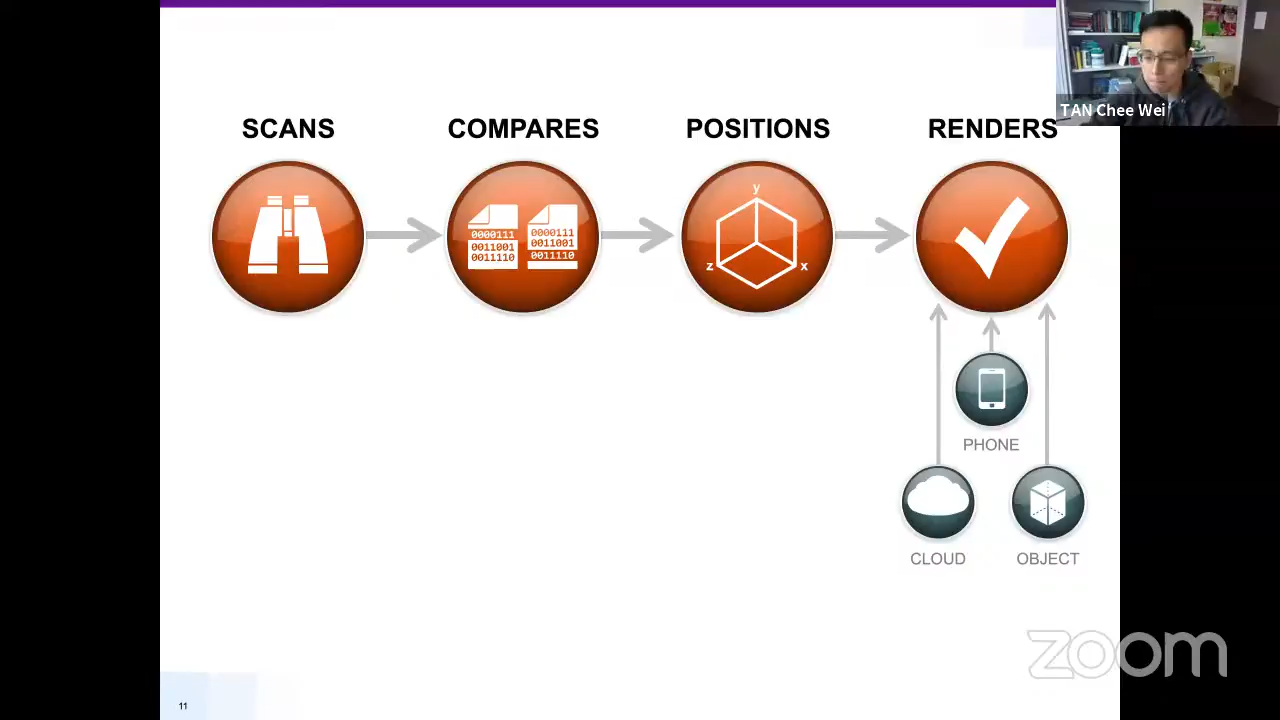 TAN Chee Wei
SCANS
COMPARES
POSITIONS
RENDERS
0000111
0011001
0011110
0000111
0011001
0011110
y
z
x
PHONE
CLOUD
OBJECT
zoom
11